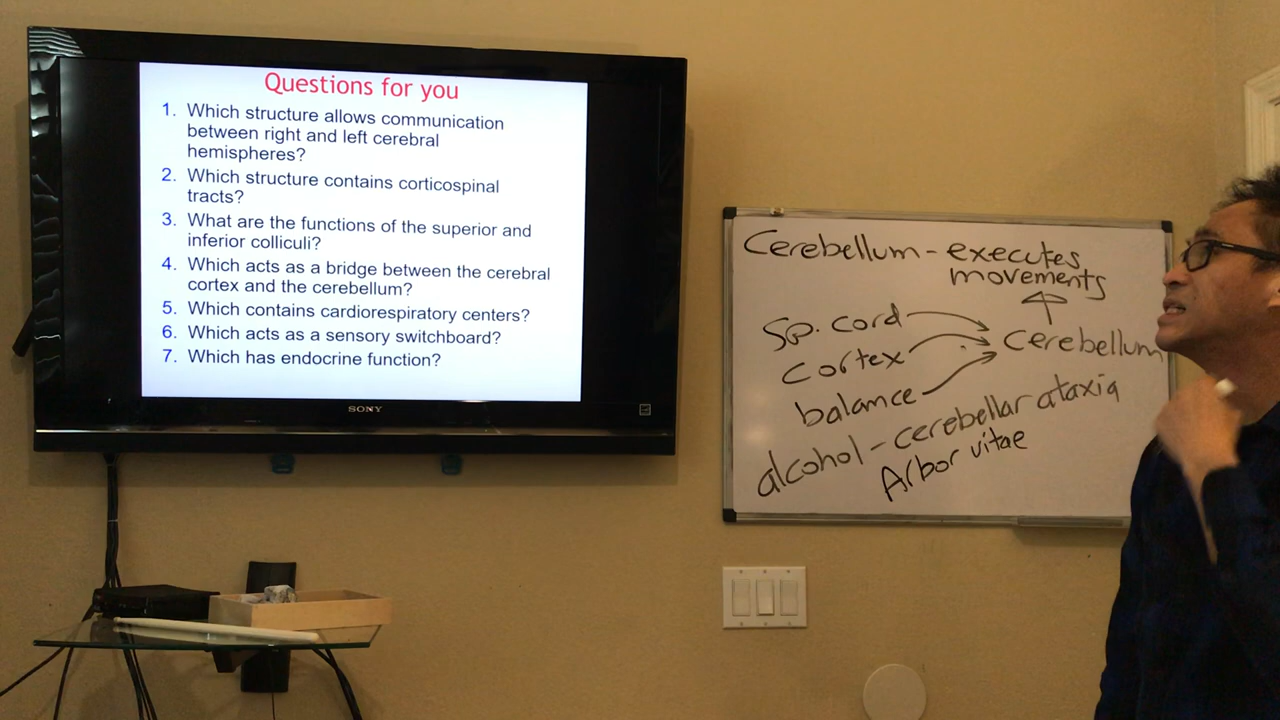 Questions for you
1. Which structure allows communication
between right and left cerebral
hemispheres?
2. Which structure contains corticospinal
tracts?
3. What are the functions of the superior and
inferior colliculi?
4. Which acts as a bridge between the cerebral
cortex and the cerebellum?
5. Which contains cardiorespiratory centers?
6. Which acts as a sensory switchboard?
7. Which has endocrine function?
SONY
Cerebellum - executes
movements
Sp. cord
cortex
cerebellum
balance
alcohol - cerebellar ataxia
Arbor vitae